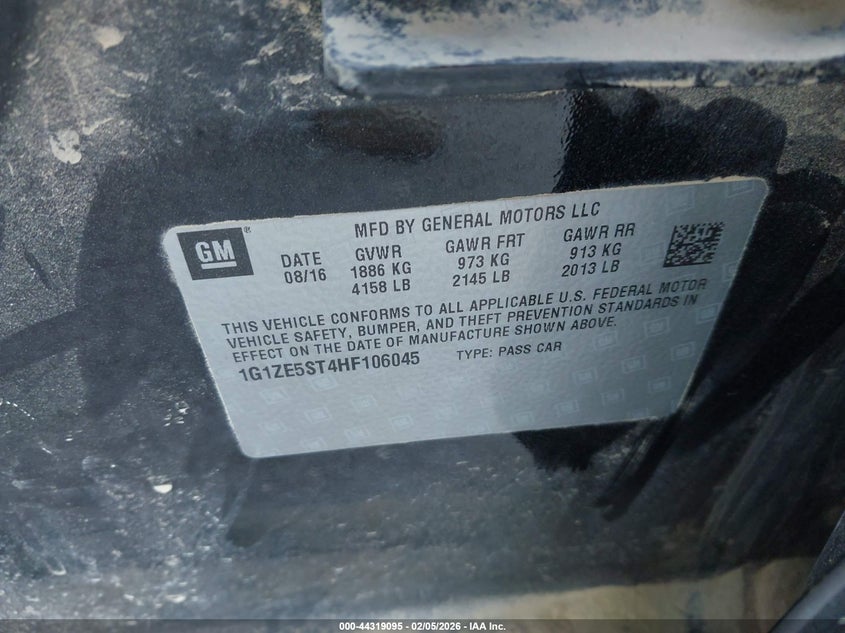 MFD BY GENERAL MOTORS LLC
GM ®
DATE GVWR GAWR FRT GAWR RR
08/16 1886 KG 973 KG 913 KG
4158 LB 2145 LB 2013 LB
THIS VEHICLE CONFORMS TO ALL APPLICABLE U.S. FEDERAL MOTOR
VEHICLE SAFETY, BUMPER, AND THEFT PREVENTION STANDARDS IN
EFFECT ON THE DATE OF MANUFACTURE SHOWN ABOVE.
1G1ZE5ST4HF106045 TYPE: PASS CAR
000-44319095 - 02/05/2026 - IAA Inc.